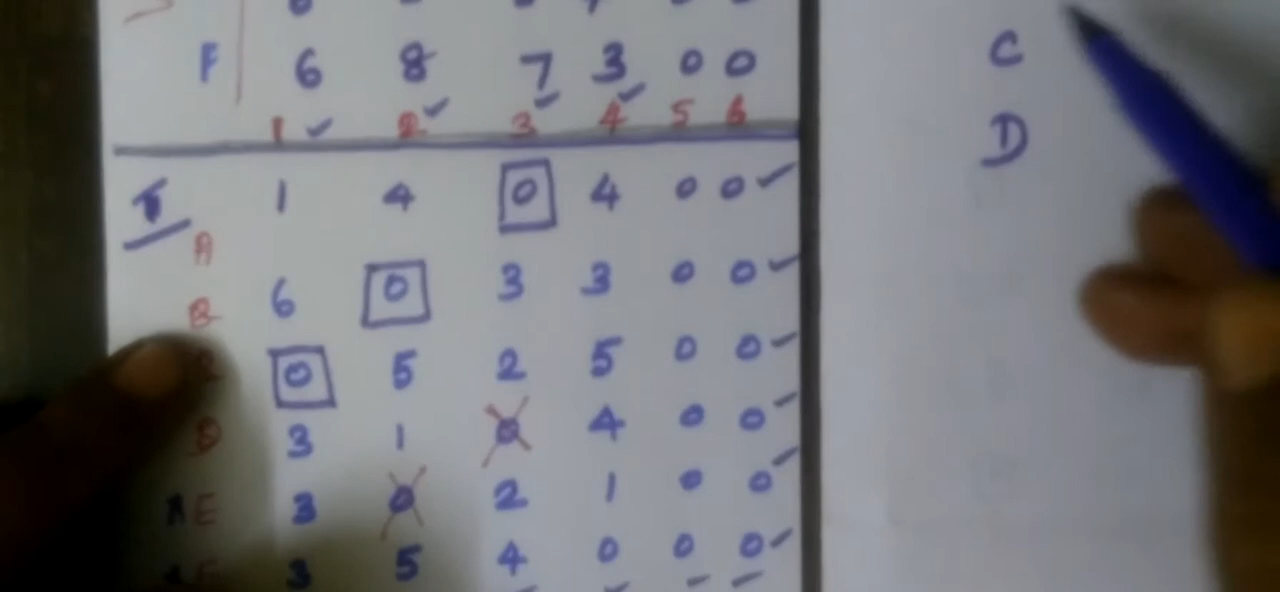 F 6 8 7 3 0 0
1 2 3 4 5 6
I 1 4 0 4 0 0
A
B 6 0 3 3 0 0
0 5 2 5 0 0
D 3 1 0 4 0 0
E 3 0 2 1 0 0
3 5 4 0 0 0
C
D